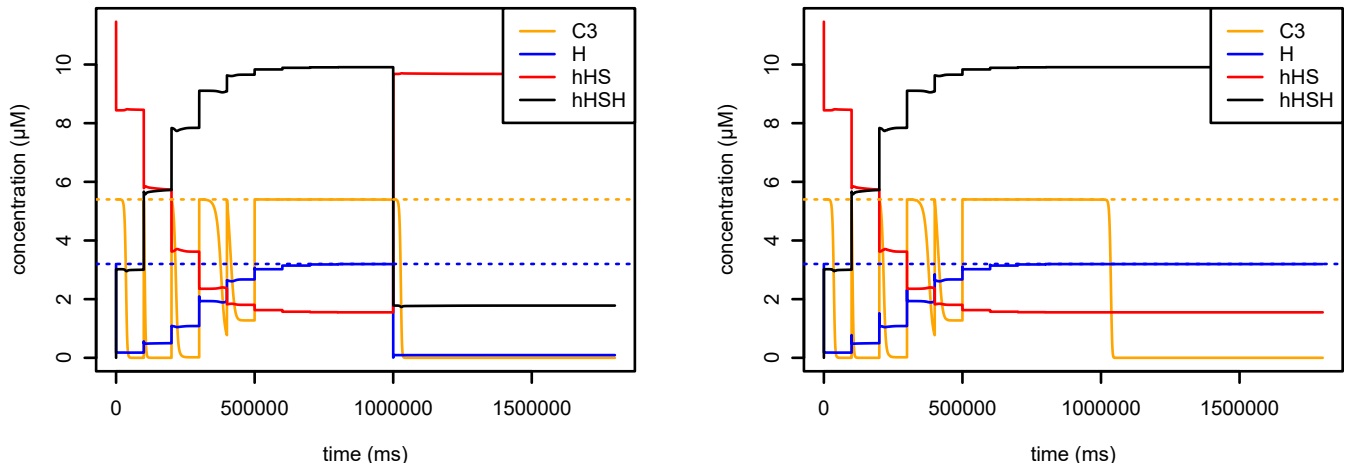 C3
H
hHS
hHSH
10
8
6
4
2
0
concentration (µM)
0 500000 1000000 1500000
time (ms)
C3
H
hHS
hHSH
10
8
6
4
2
0
concentration (µM)
0 500000 1000000 1500000
time (ms)